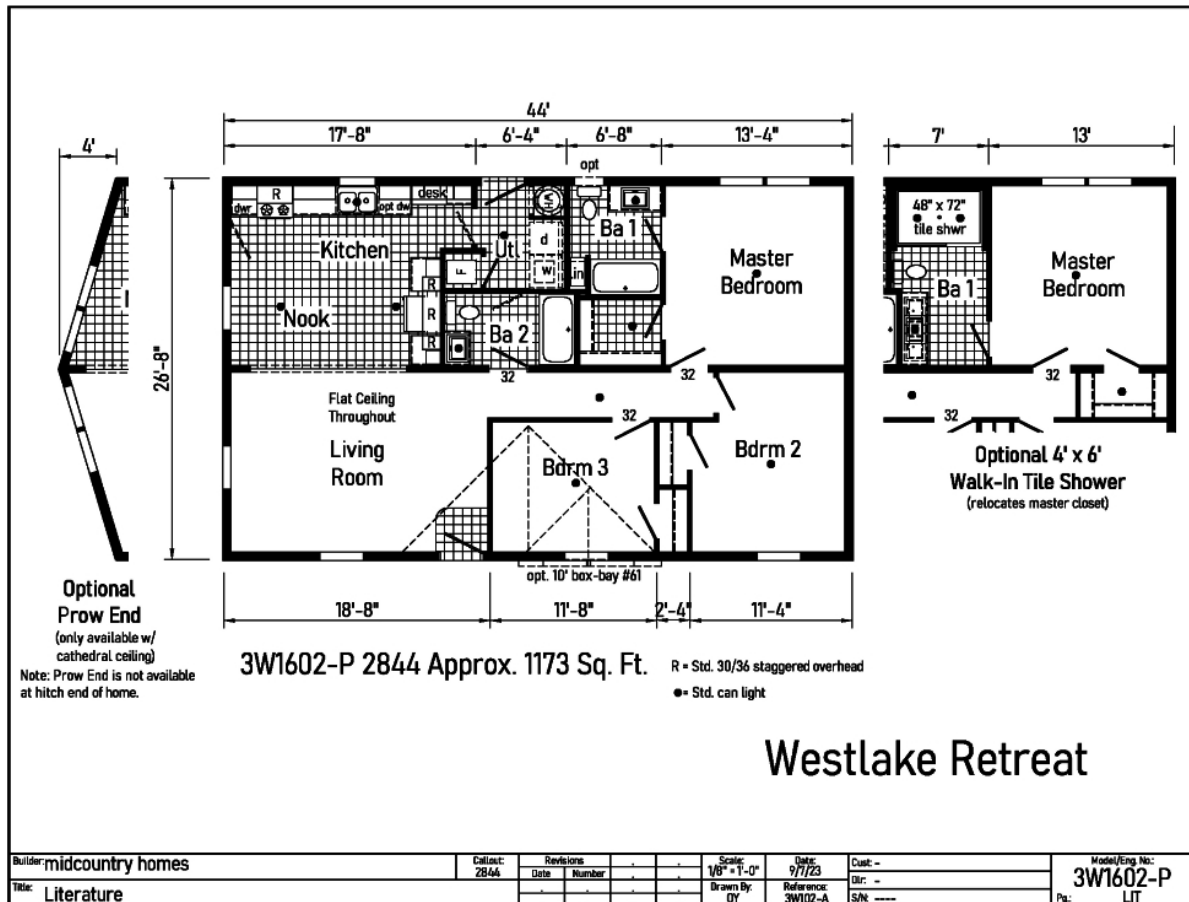 44'
17'-8"
6'-4"
6'-8"
13'-4"
4'
7'
13'
opt
R
desk
dwr
opt dw
WH
48" x 72"
tile shwr
Kitchen
Utl
d
Ba 1
F
w
lin
Master
Bedroom
Master
Bedroom
R
R
R
Nook
Ba 2
Ba 1
26'-8"
32
32
32
32
32
Flat Ceiling
Throughout
Living
Room
Bdrm 3
Bdrm 2
Optional 4' x 6'
Walk-In Tile Shower
(relocates master closet)
opt. 10' box-bay #61
Optional
Prow End
(only available w/
cathedral ceiling)
Note: Prow End is not available
at hitch end of home.
18'-8"
11'-8"
2'-4"
11'-4"
3W1602-P 2844 Approx. 1173 Sq. Ft.
R = Std. 30/36 staggered overhead
●= Std. can light
Westlake Retreat
Builder: midcountry homes
Title: Literature
Callout:
2844
Revisions
Date Number
Scale:
1/8" = 1'-0"
Drawn By:
DY
Date:
9/7/23
Reference:
3W102-A
Cust: -
Dlr: -
S/N: ----
Model/Eng. No.:
3W1602-P
Pg.: LIT